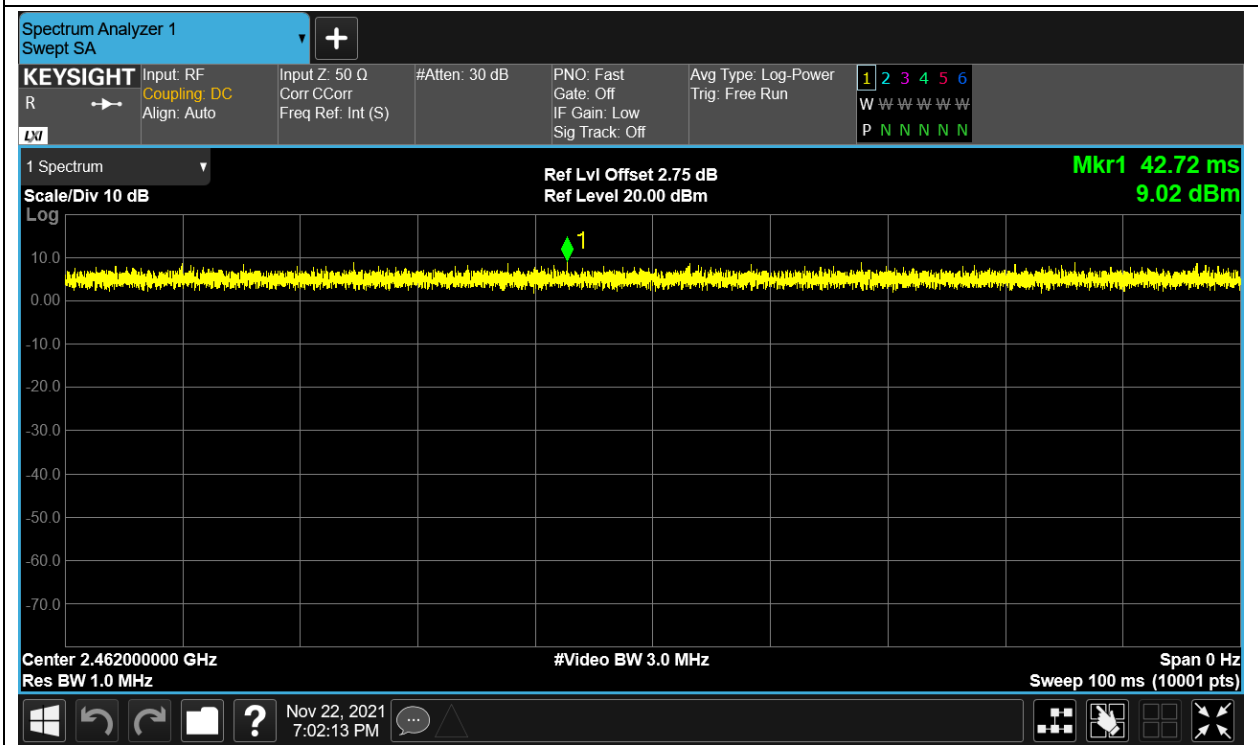 Spectrum Analyzer 1
Swept SA
KEYSIGHT
R
LXI
Input: RF
Coupling: DC
Align: Auto
Input Z: 50 Ω
Corr CCorr
Freq Ref: Int (S)
#Atten: 30 dB
PNO: Fast
Gate: Off
IF Gain: Low
Sig Track: Off
Avg Type: Log-Power
Trig: Free Run
1 2 3 4 5 6
W W W W W W
P N N N N N
1 Spectrum
Scale/Div 10 dB
Ref Lvl Offset 2.75 dB
Ref Level 20.00 dBm
Mkr1 42.72 ms
9.02 dBm
Log
1
10.0
0.00
-10.0
-20.0
-30.0
-40.0
-50.0
-60.0
-70.0
Center 2.462000000 GHz
#Video BW 3.0 MHz
Span 0 Hz
Res BW 1.0 MHz
Sweep 100 ms (10001 pts)
?
Nov 22, 2021
7:02:13 PM